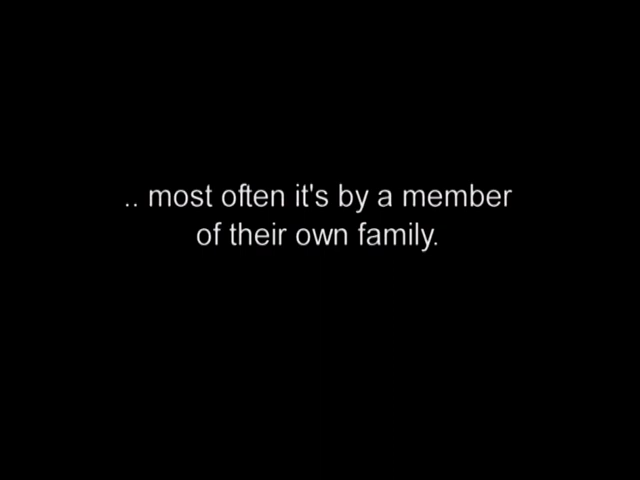 .. most often it's by a member
of their own family.